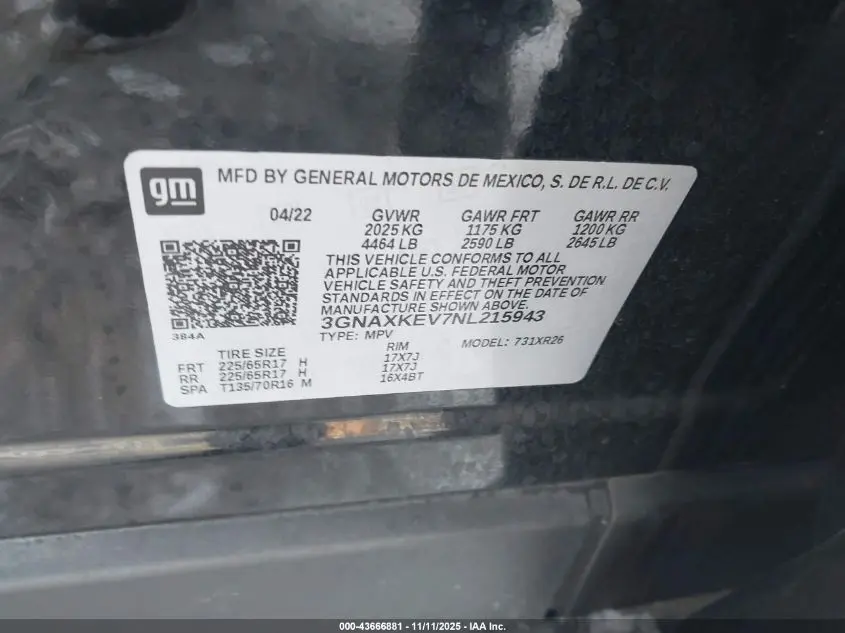 gm
MFD BY GENERAL MOTORS DE MEXICO, S. DE R.L. DE C.V.
04/22 GVWR GAWR FRT GAWR RR
2025 KG 1175 KG 1200 KG
4464 LB 2590 LB 2645 LB
THIS VEHICLE CONFORMS TO ALL
APPLICABLE U.S. FEDERAL MOTOR
VEHICLE SAFETY AND THEFT PREVENTION
STANDARDS IN EFFECT ON THE DATE OF
MANUFACTURE SHOWN ABOVE.
3GNAXKEV7NL215943
384A TYPE: MPV MODEL: 731XR26
TIRE SIZE RIM
FRT 225/65R17 H 17X7J
RR 225/65R17 H 17X7J
SPA T135/70R16 M 16X4BT
000-43666881 - 11/11/2025 - IAA Inc.